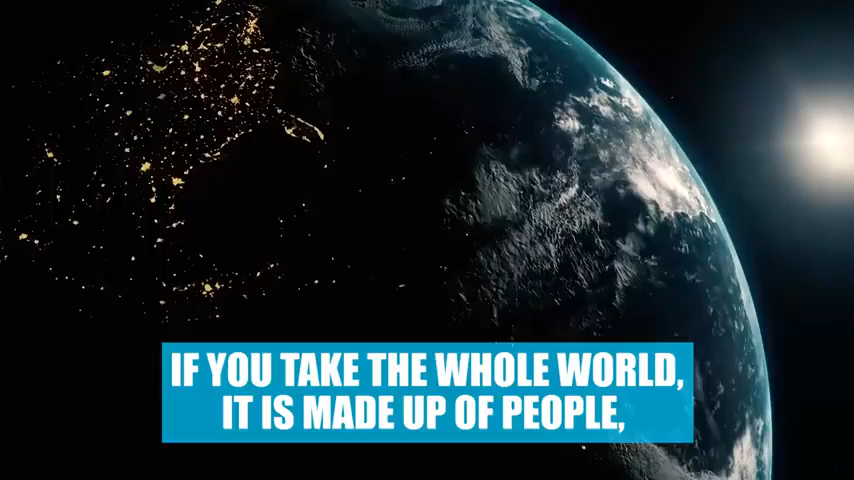 IF YOU TAKE THE WHOLE WORLD,
IT IS MADE UP OF PEOPLE,